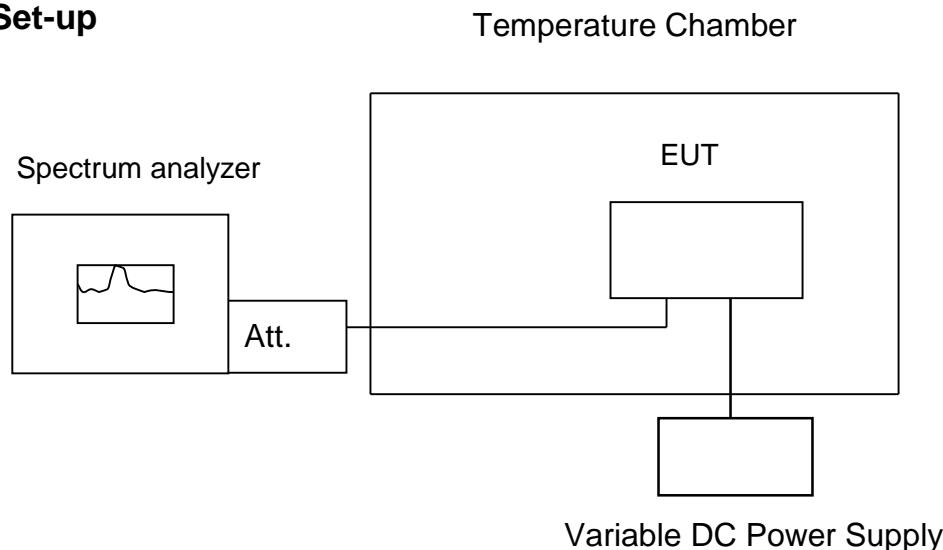 Set-up
Temperature Chamber
Spectrum analyzer
EUT
Att.
Variable DC Power Supply